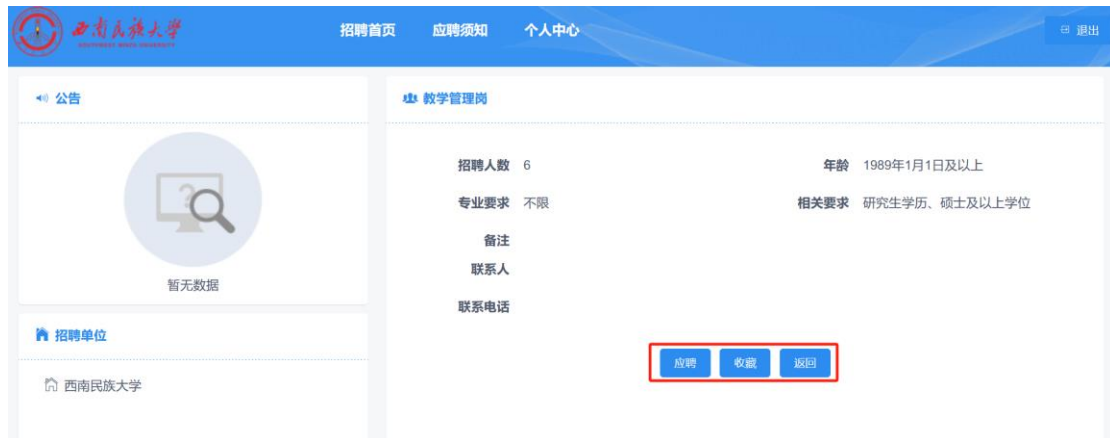 西南民族大学
SOUTHWEST MINZU UNIVERSITY
招聘首页 应聘须知 个人中心 退出
公告
暂无数据
招聘单位
西南民族大学
教学管理岗
招聘人数 6 年龄 1989年1月1日及以上
专业要求 不限 相关要求 研究生学历、硕士及以上学位
备注
联系人
联系电话
应聘 收藏 返回